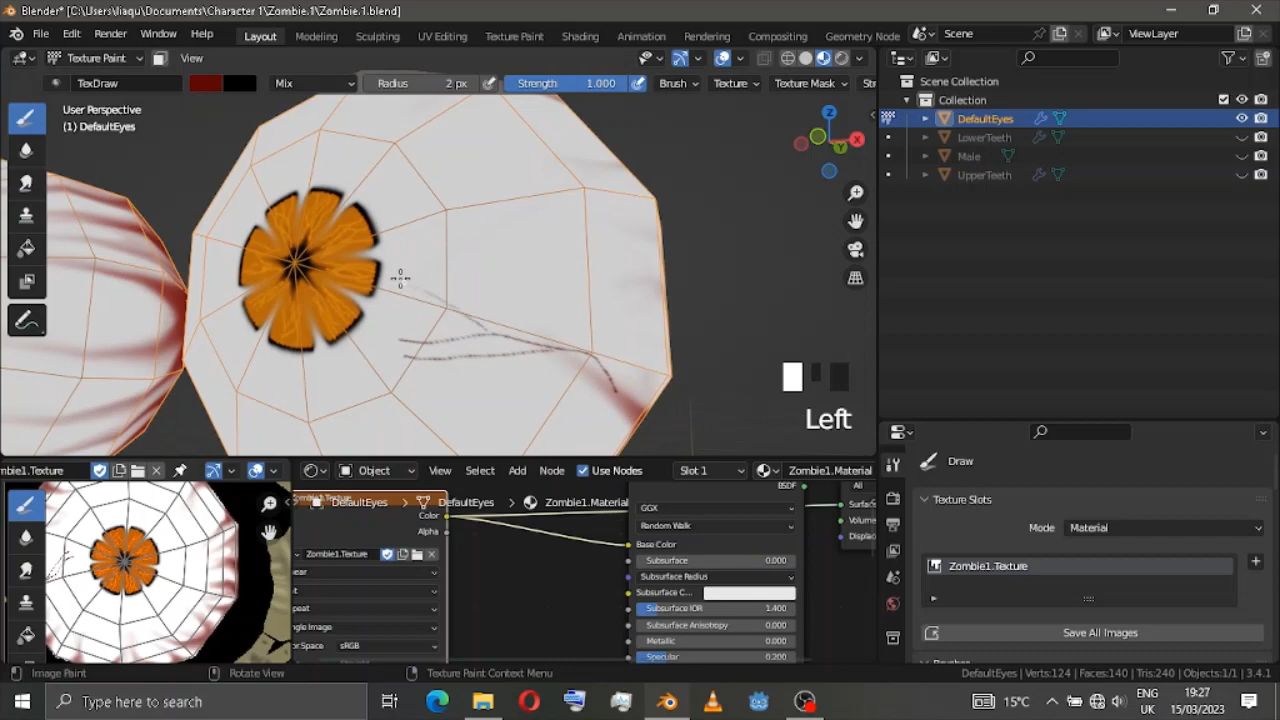 Blender* [C:\Users\liaqu\Documents\Character 1\Zombie.1\Zombie.1.blend]
File Edit Render Window Help Layout Modeling Sculpting UV Editing Texture Paint Shading Animation Rendering Compositing Geometry Node Scene ViewLayer
Texture Paint View
TexDraw Mix Radius 2 px Strength 1.000 Brush Texture Texture Mask Str
User Perspective
(1) DefaultEyes
Scene Collection
Collection
DefaultEyes
LowerTeeth
Male
UpperTeeth
X
Y
Z
Left
mbie1.Texture Object View Select Add Node Use Nodes Slot 1 Zombie1.Material
DefaultEyes DefaultEyes Zombie1.Material
Color
Alpha
Zombie1.Texture
near
at
epeat
ngle Image
or Space sRGB
BSDF
GGX
Random Walk
Base Color
Subsurface 0.000
Subsurface Radius
Subsurface C...
Subsurface IOR 1.400
Subsurface Anisotropy 0.000
Metallic 0.000
Specular 0.200
All
Surfac
Volume
Displac
Draw
Texture Slots
Mode Material
Zombie1.Texture
Save All Images
Brushes
Image Paint Rotate View Texture Paint Context Menu DefaultEyes | Verts:124 | Faces:140 | Tris:240 | Objects:1/1 | 3.4.1
Type here to search 15°C ENG 19:27
UK 15/03/2023